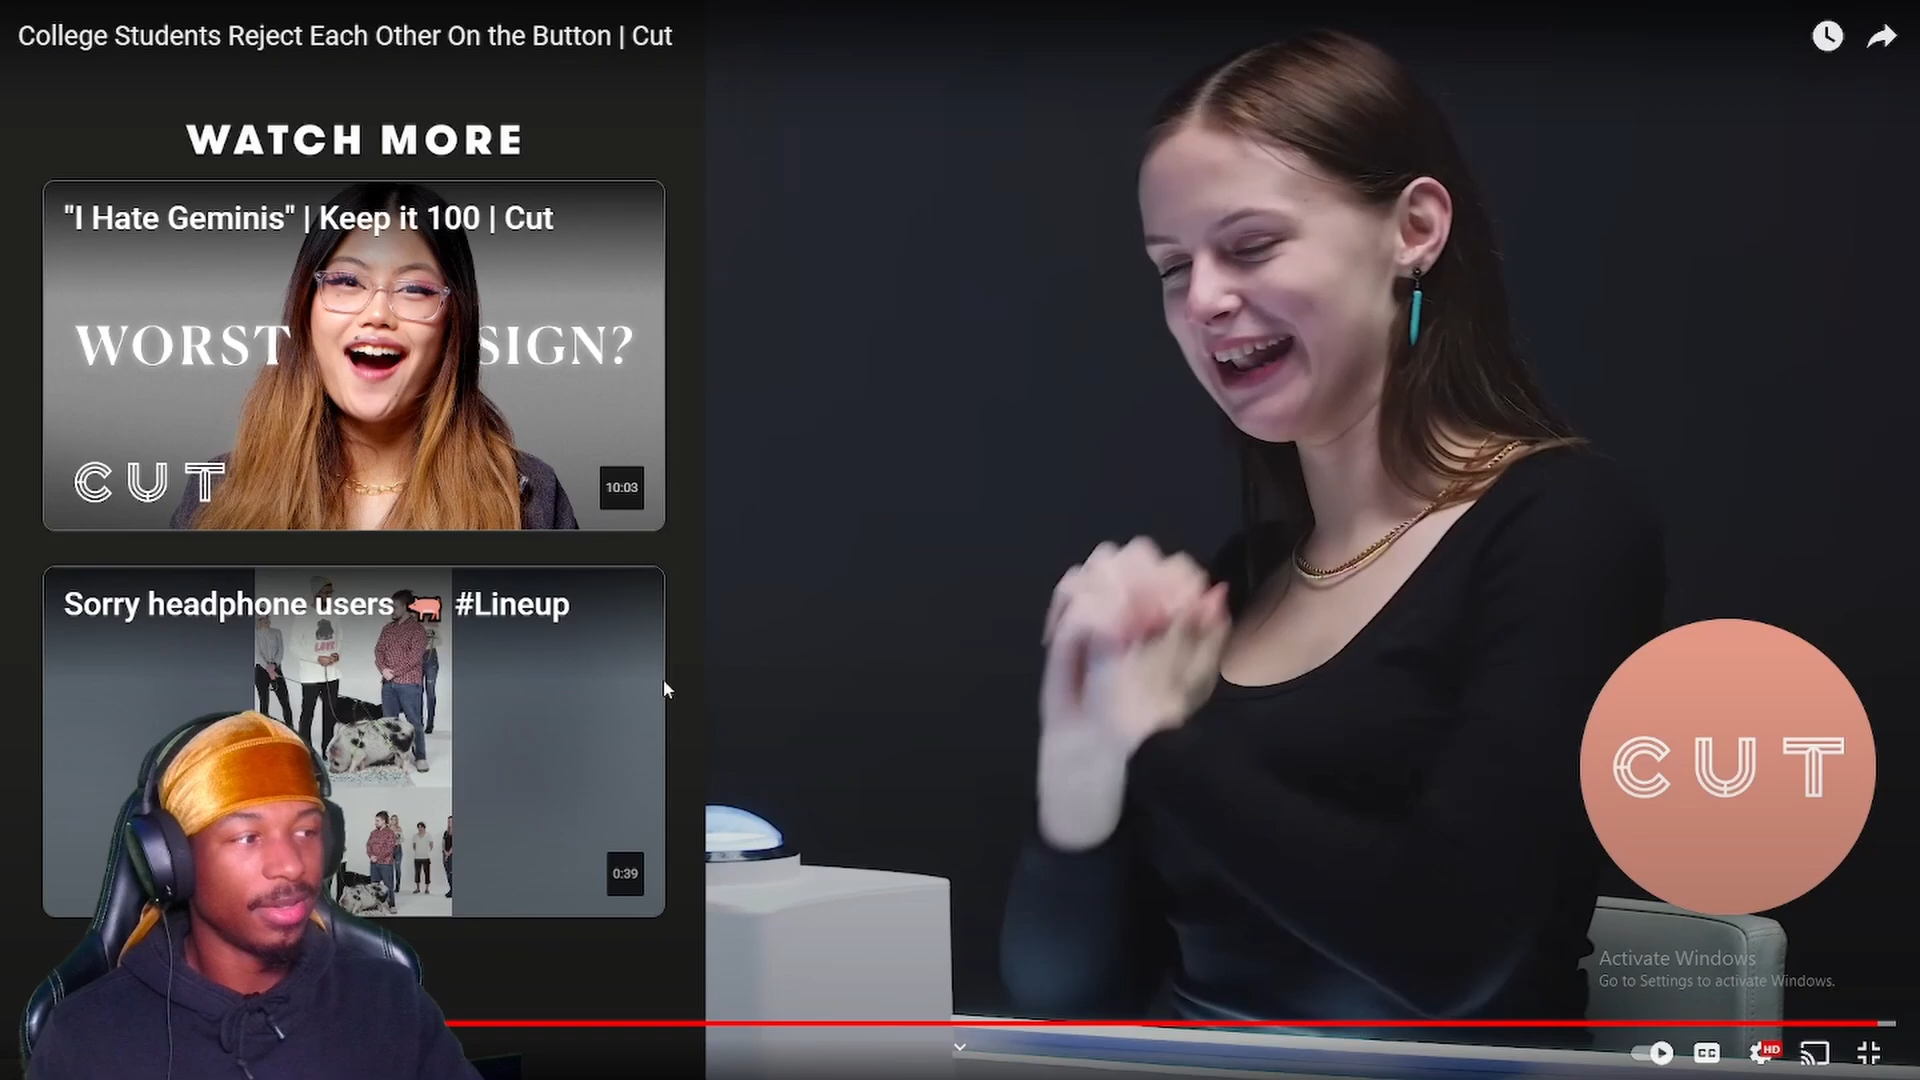 College Students Reject Each Other On the Button | Cut
WATCH MORE
"I Hate Geminis" | Keep it 100 | Cut
WORST SIGN?
CUT
10:03
Sorry headphone users 🐖 #Lineup
0:39
CUT
Activate Windows
Go to Settings to activate Windows.
CC
HD